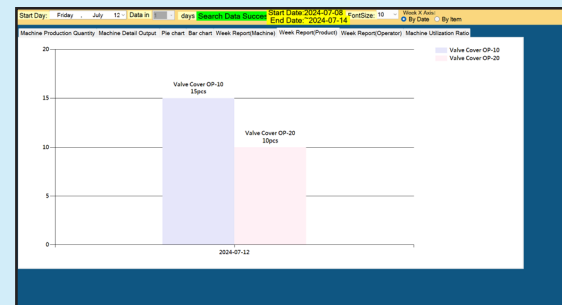 Start Day: Friday , July 12 Data in days Search Data Succes Start Date:2024-07-08 End Date:"2024-07-14 FontSize: 10 Week X Axis: By Date By Item
Machine Production Quantity Machine Detail Output Pie chart Bar chart Week Report(Machine) Week Report(Product) Week Report(Operator) Machine Utilization Ratio
20
Valve Cover OP-10
Valve Cover OP-20
Valve Cover OP-10
15pcs
15
Valve Cover OP-20
10pcs
10
5
0
2024-07-12